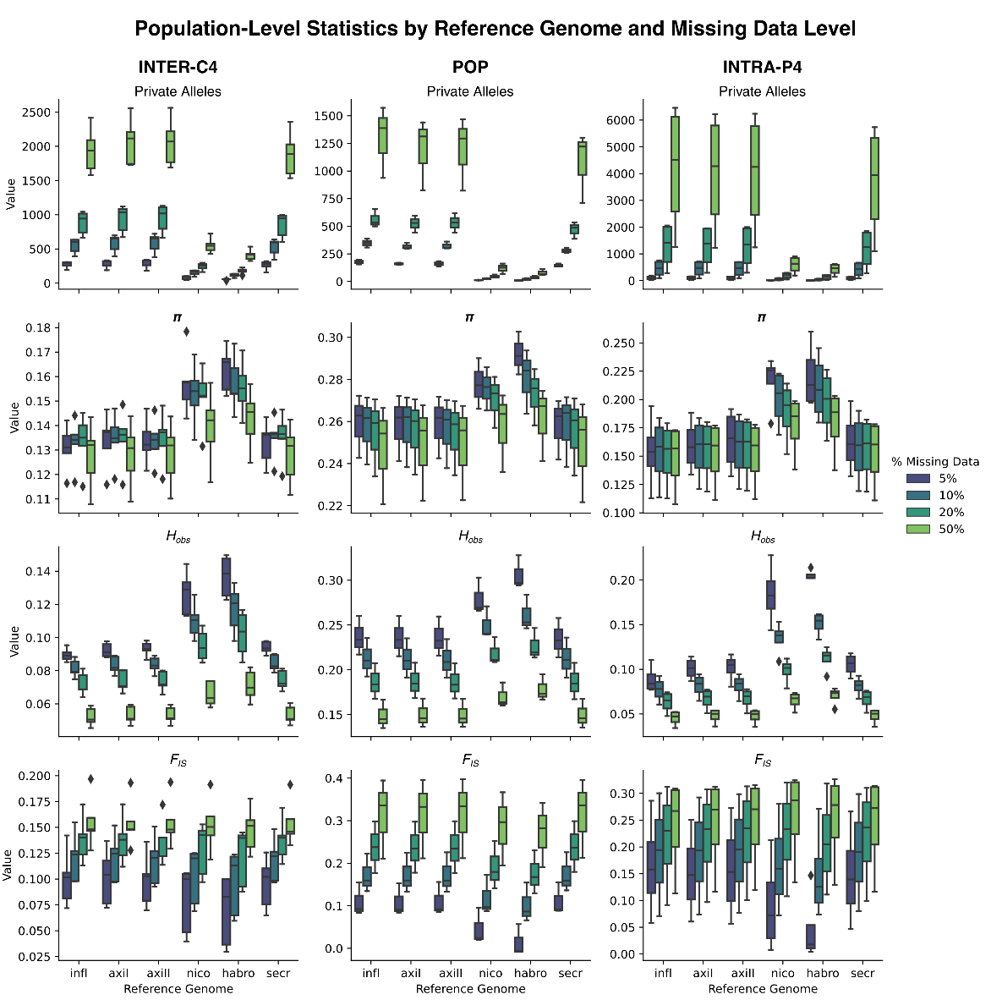 Population-Level Statistics by Reference Genome and Missing Data Level
INTER-C4
POP
INTRA-P4
Private Alleles
Private Alleles
Private Alleles
Value
2500
2000
1500
1000
500
0
1500
1250
1000
750
500
250
0
6000
5000
4000
3000
2000
1000
0
π
π
π
Value
0.18
0.17
0.16
0.15
0.14
0.13
0.12
0.11
0.30
0.28
0.26
0.24
0.22
0.250
0.225
0.200
0.175
0.150
0.125
0.100
% Missing Data
5%
10%
20%
50%
H_obs
H_obs
H_obs
Value
0.14
0.12
0.10
0.08
0.06
0.30
0.25
0.20
0.15
0.20
0.15
0.10
0.05
F_IS
F_IS
F_IS
Value
0.200
0.175
0.150
0.125
0.100
0.075
0.050
0.025
0.4
0.3
0.2
0.1
0.0
0.30
0.25
0.20
0.15
0.10
0.05
0.00
infl axil axill nico habro secr
infl axil axill nico habro secr
infl axil axill nico habro secr
Reference Genome
Reference Genome
Reference Genome